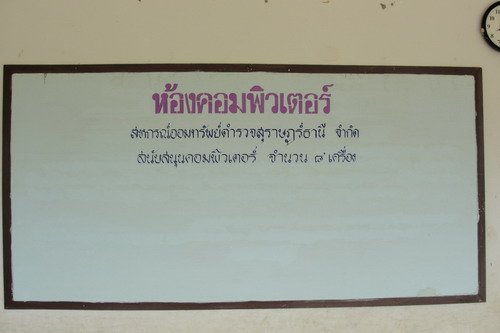 ห้องคอมพิวเตอร์
สหกรณ์ออมทรัพย์ตำรวจสุราษฎร์ธานี จำกัด
สนับสนุนคอมพิวเตอร์ จำนวน ๘ เครื่อง